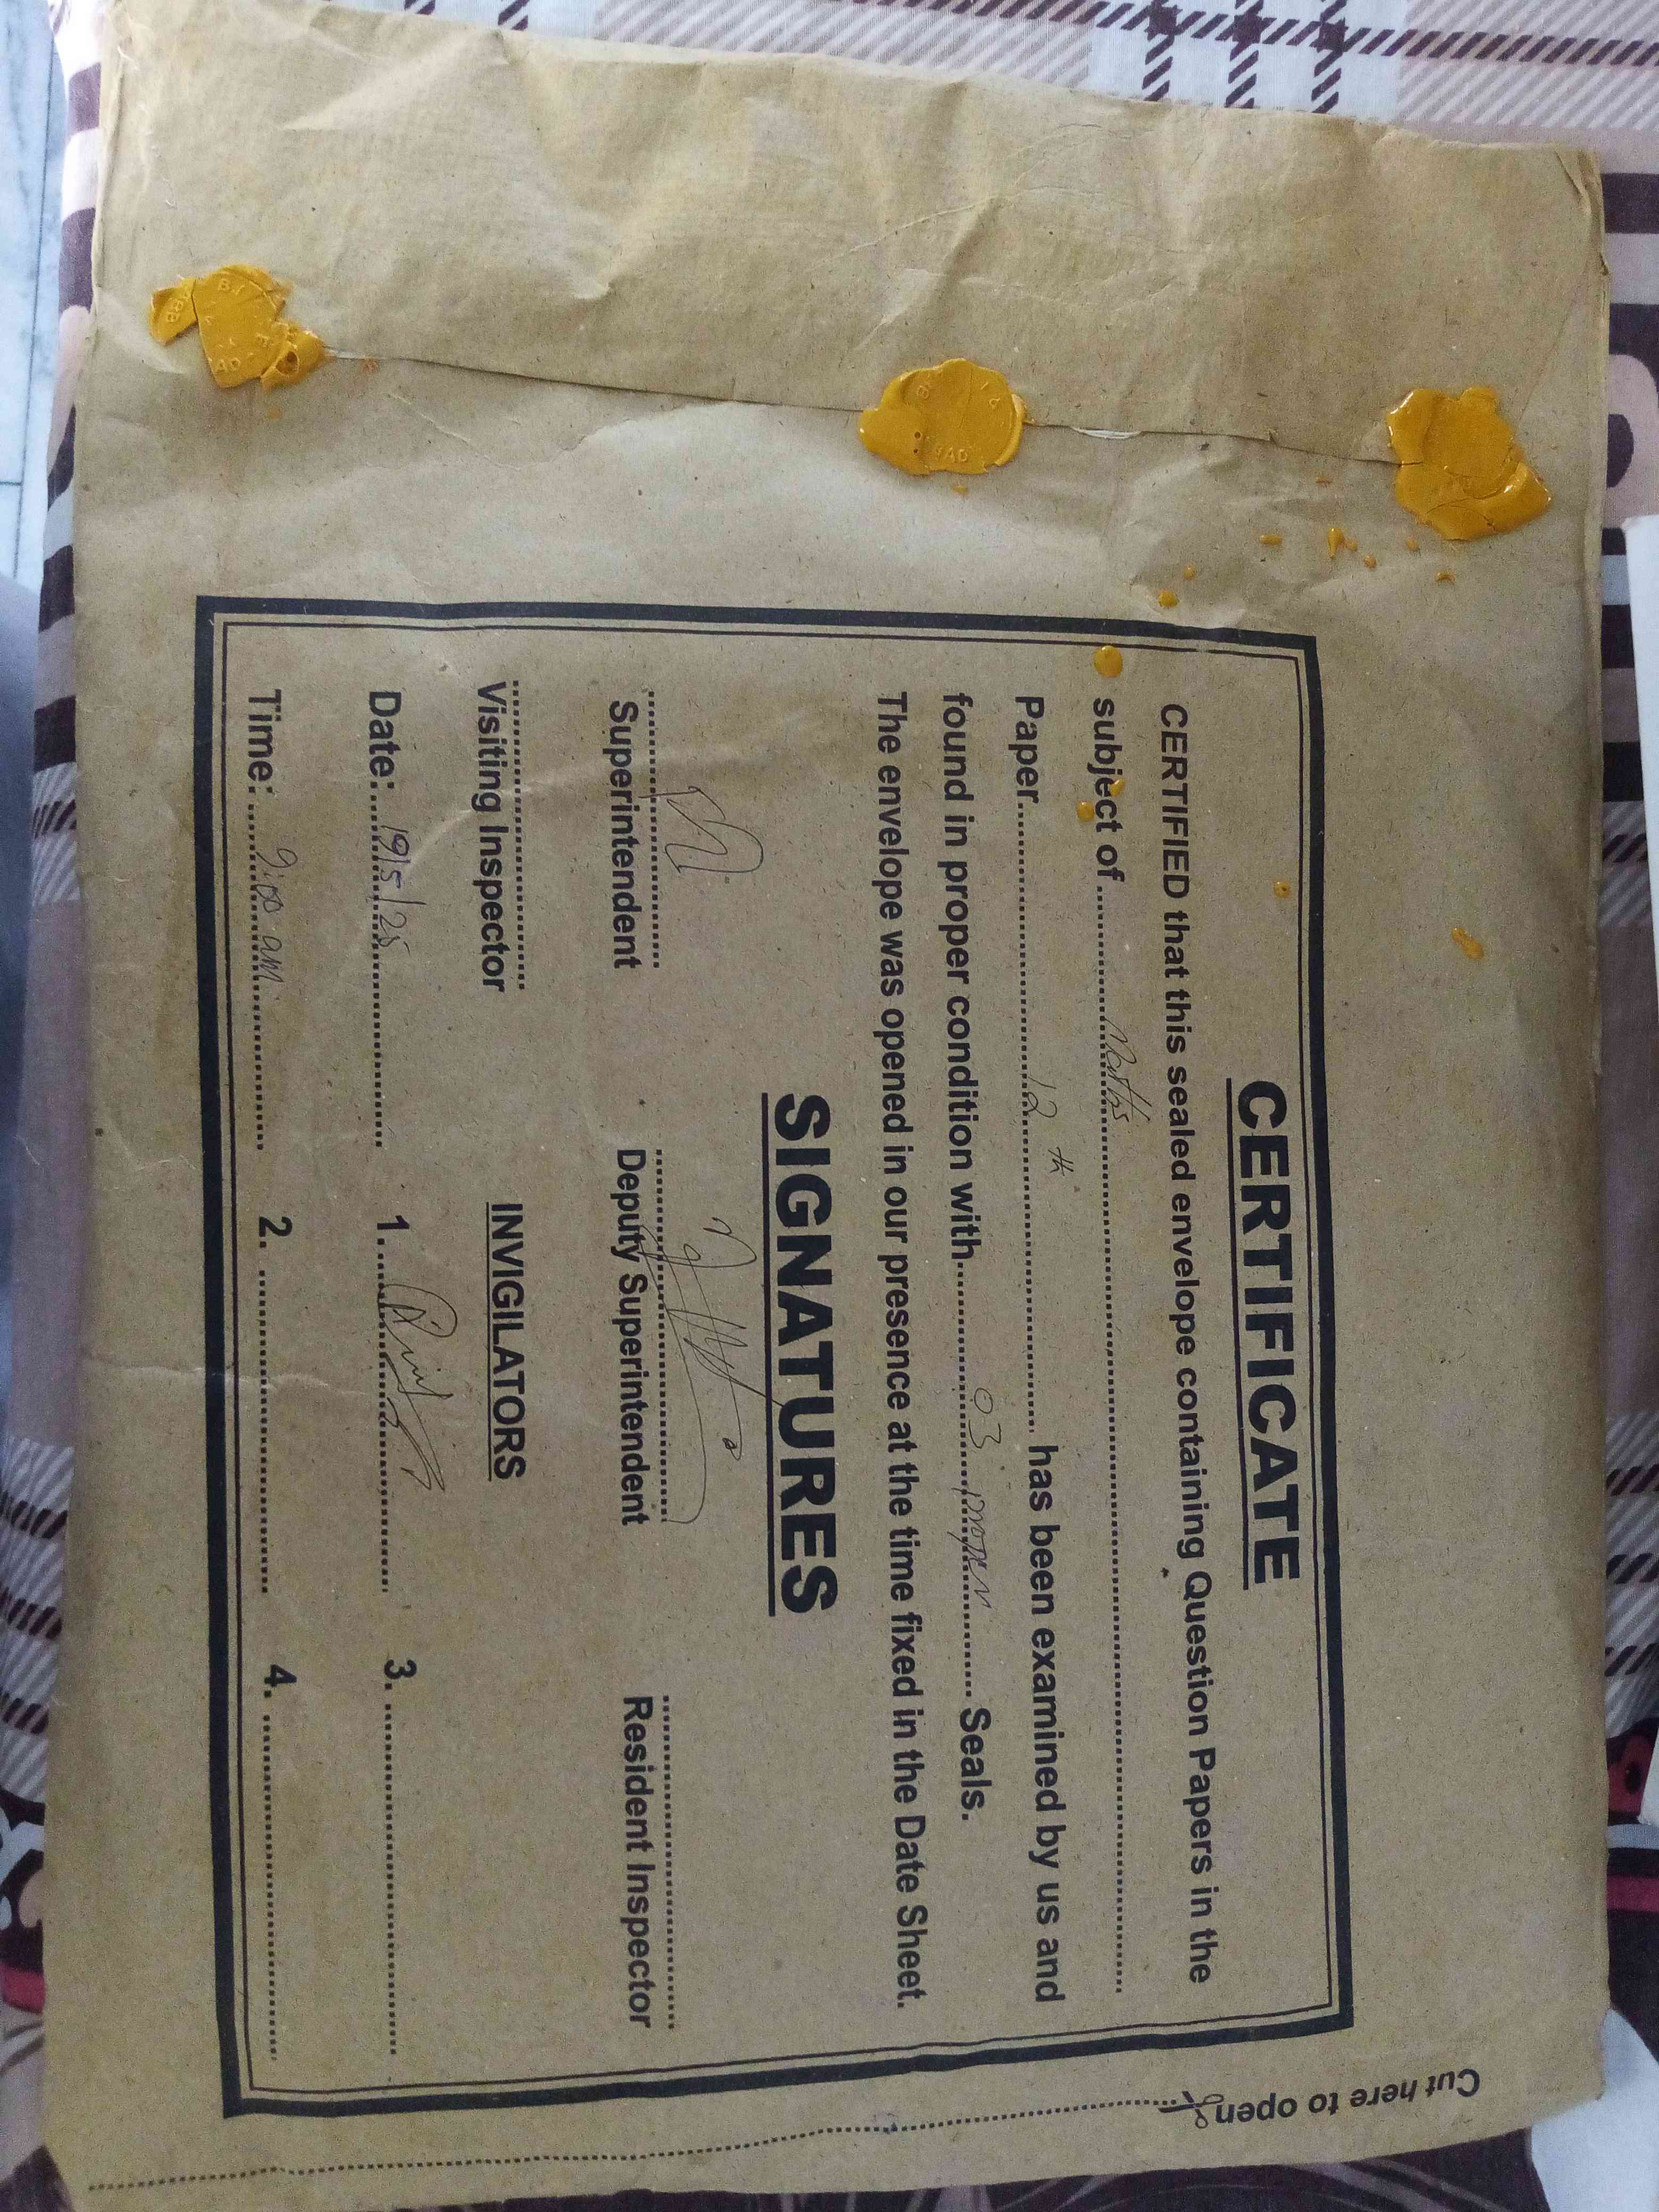 CERTIFICATE
CERTIFIED that this sealed envelope containing Question Papers in the
subject of Maths
Paper 12th has been examined by us and
found in proper condition with 03 proper Seals.
The envelope was opened in our presence at the time fixed in the Date Sheet.
SIGNATURES
Superintendent Deputy Superintendent Resident Inspector
Visiting Inspector INVIGILATORS
Date: 19/5/25 1. 3.
Time: 9:00 am 2. 4.
Cut here to open